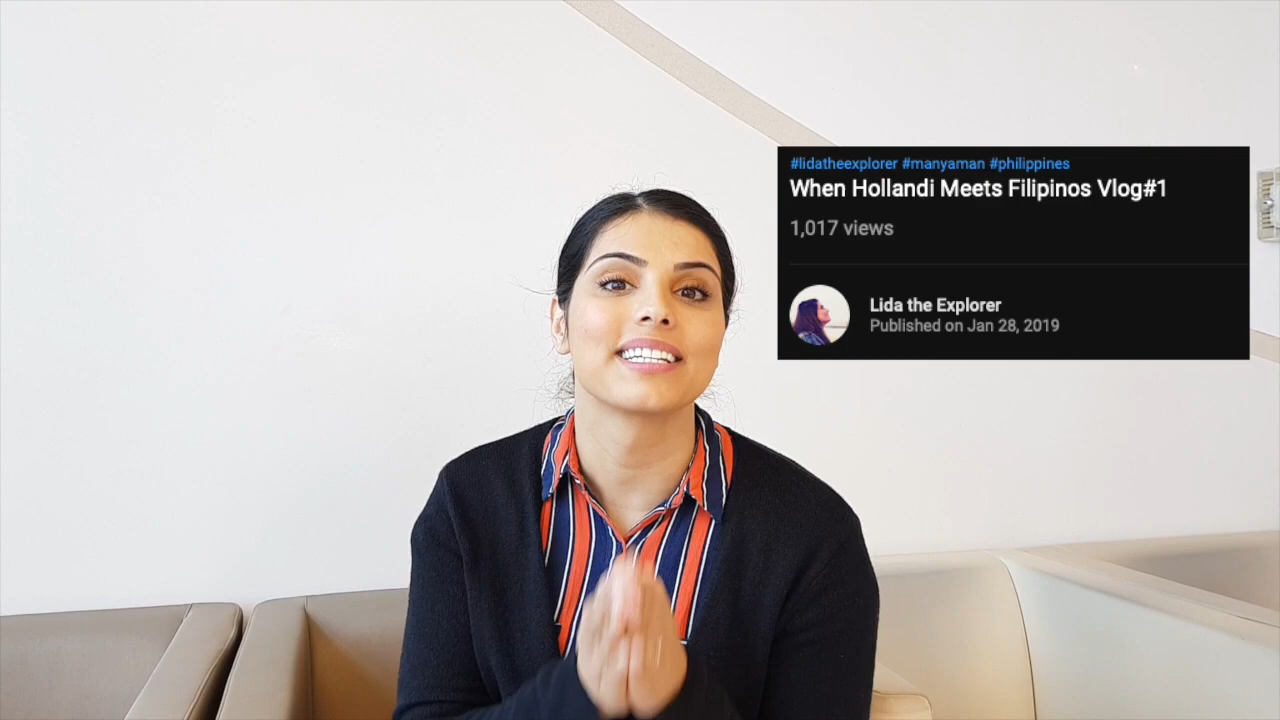 #lidatheexplorer #manyaman #philippines
When Hollandi Meets Filipinos Vlog#1
1,017 views
Lida the Explorer
Published on Jan 28, 2019